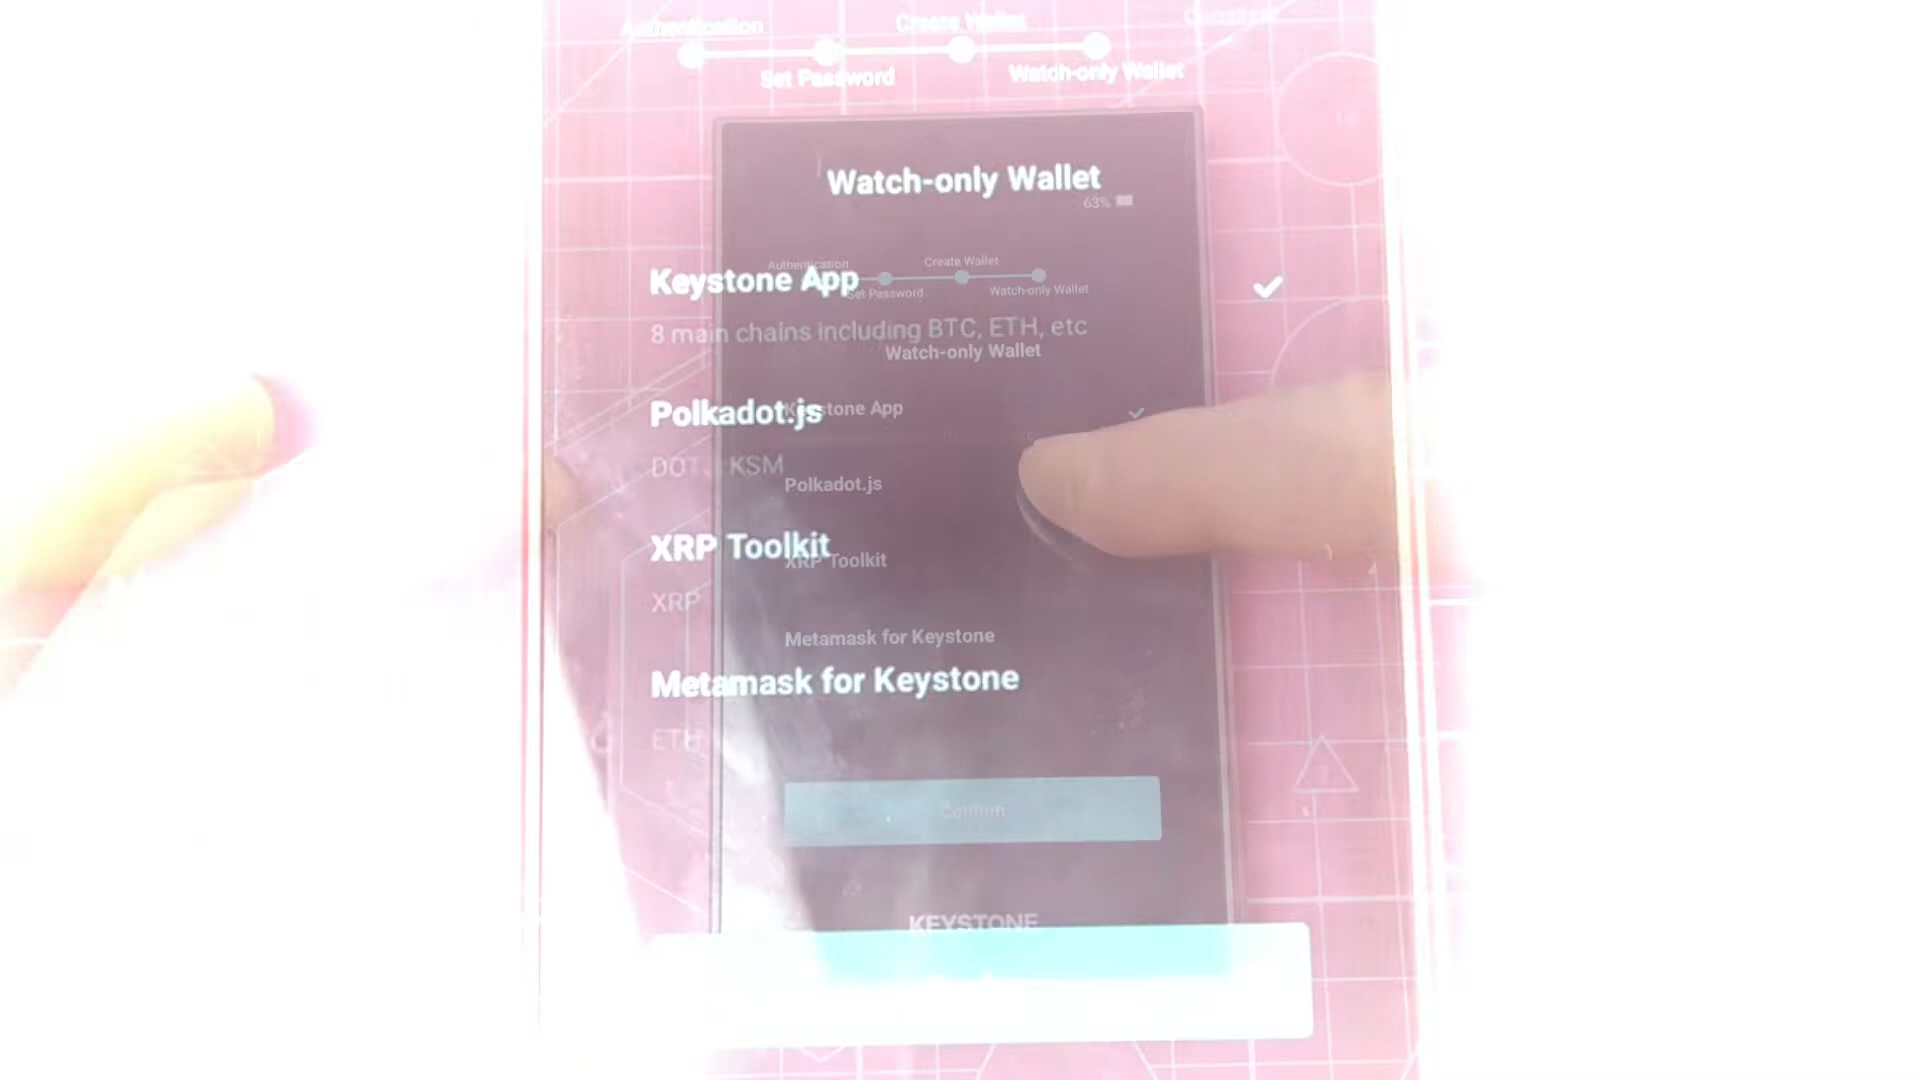 Authentication
Create Wallet
Set Password
Watch-only Wallet
Watch-only Wallet
63%
Keystone App
8 main chains including BTC, ETH, etc
Polkadot.js
DOT、KSM
XRP Toolkit
XRP
Metamask for Keystone
ETH
Authentication
Create Wallet
Set Password
Watch-only Wallet
Watch-only Wallet
Keystone App
Polkadot.js
XRP Toolkit
Metamask for Keystone
Confirm
KEYSTONE